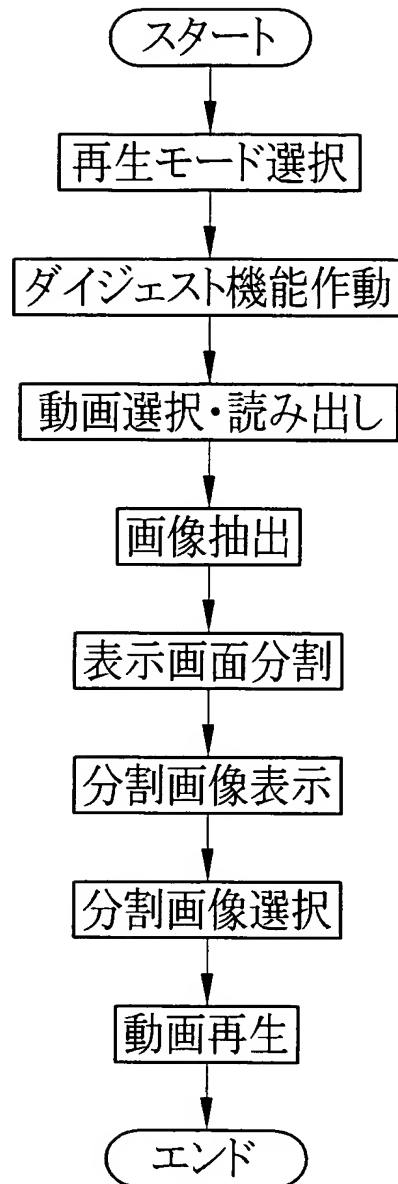 スタート
再生モード選択
ダイジェスト機能作動
動画選択・読み出し
画像抽出
表示画面分割
分割画像表示
分割画像選択
動画再生
エンド